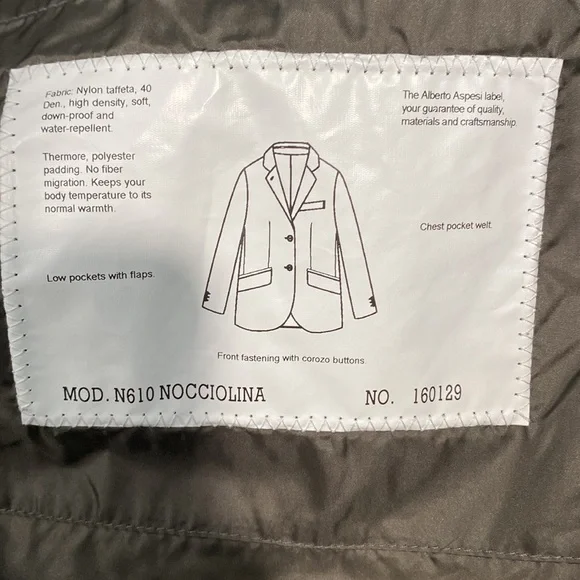 Fabric: Nylon taffeta, 40
Den., high density, soft,
down-proof and
water-repellent.
Thermore, polyester
padding. No fiber
migration. Keeps your
body temperature to its
normal warmth.
Low pockets with flaps.
The Alberto Aspesi label,
your guarantee of quality,
materials and craftsmanship.
Chest pocket welt.
Front fastening with corozo buttons.
MOD. N610 NOCCIOLINA
NO. 160129